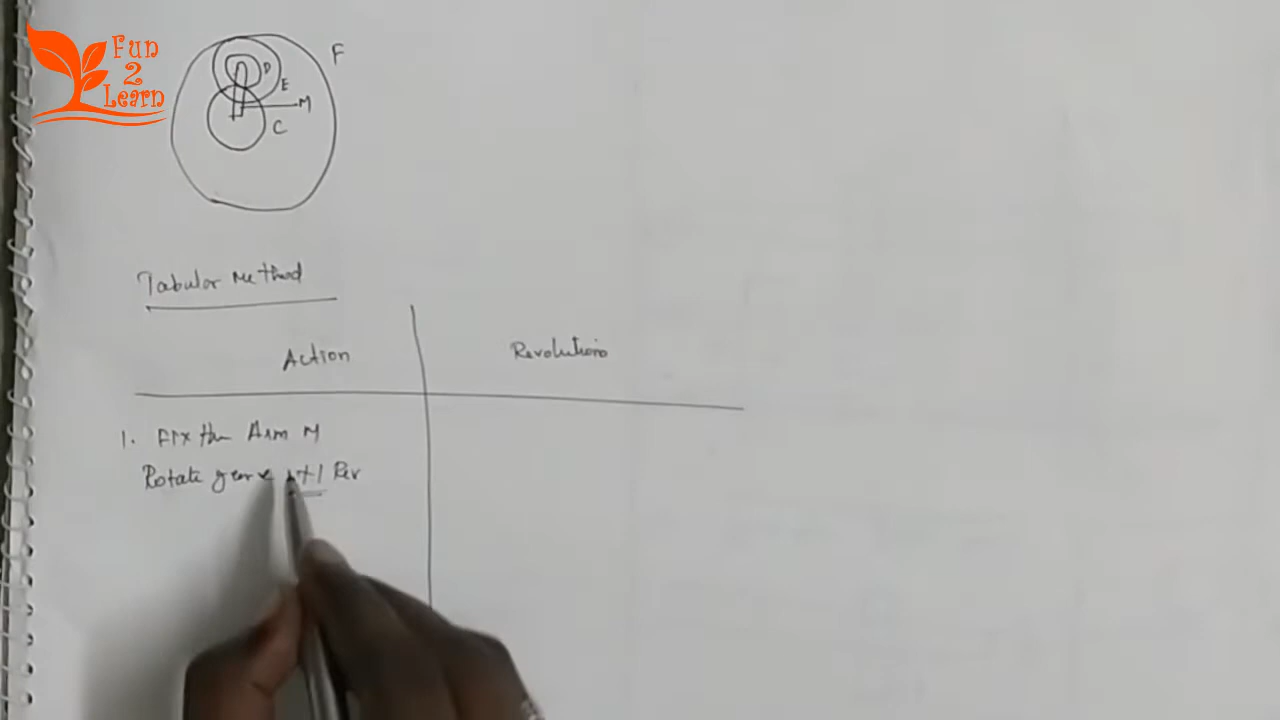 Fun
2
Learn
F
D
E
M
C
Tabular Method
Action
Revolutions
1. Fix the Arm M
Rotate gear +1 Rev